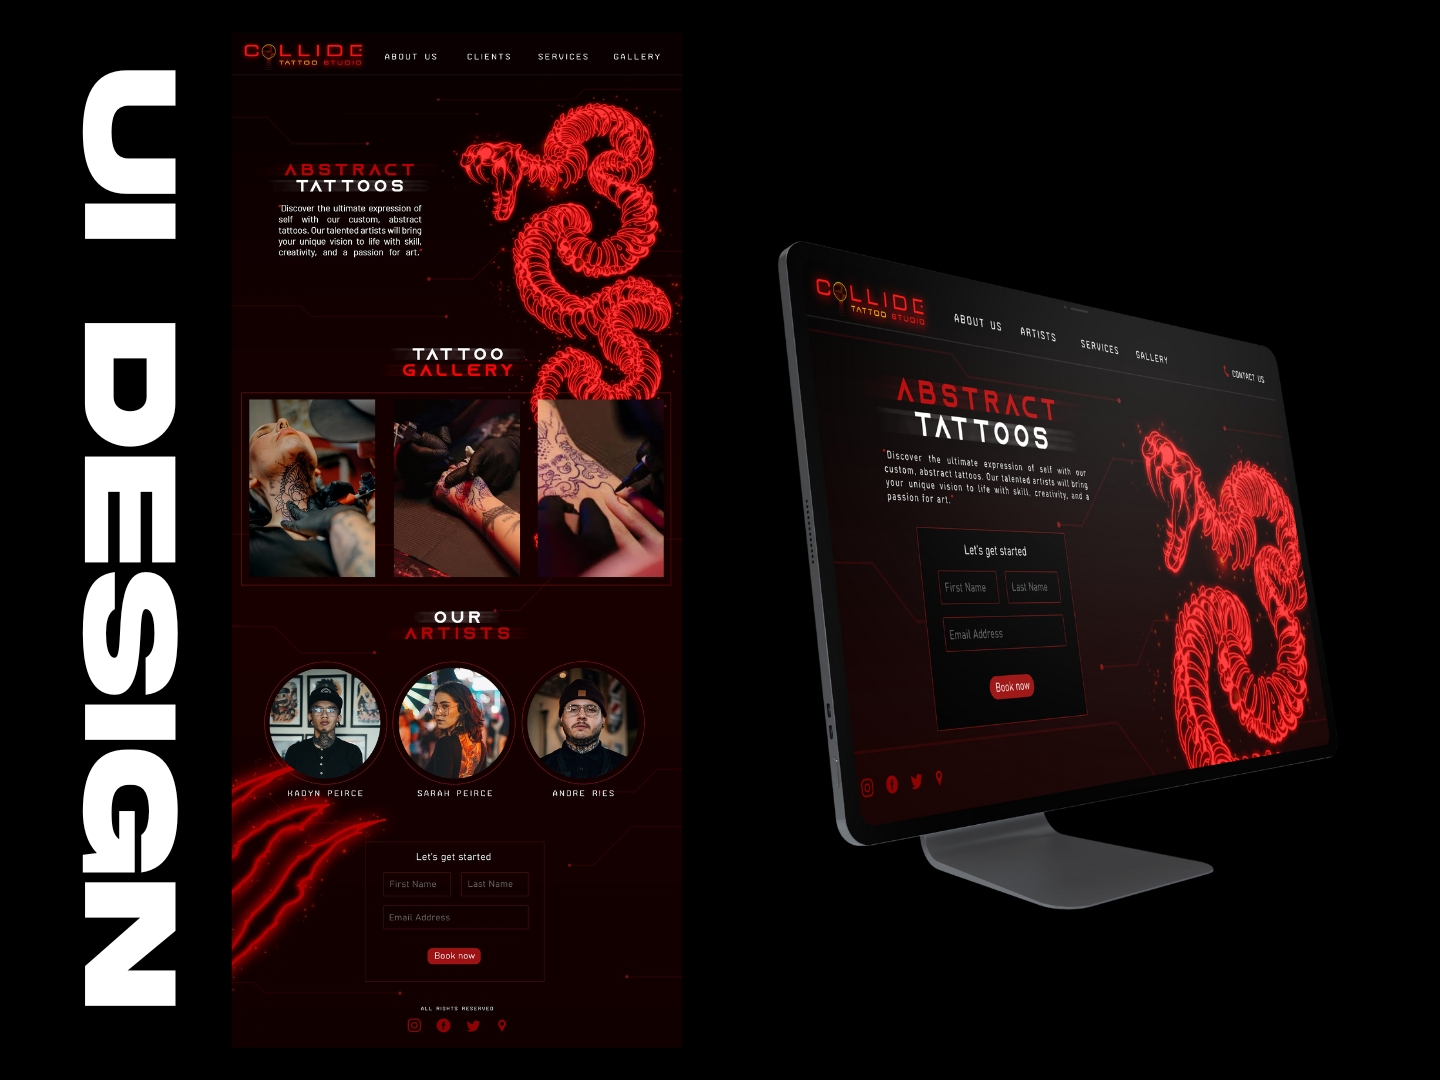 UI DESIGN
COLLIDE
TATTOO STUDIO
ABOUT US
CLIENTS
SERVICES
GALLERY
ABSTRACT
TATTOOS
"Discover the ultimate expression of
self with our custom, abstract
tattoos. Our talented artists will bring
your unique vision to life with skill,
creativity, and a passion for art."
TATTOO
GALLERY
OUR
ARTISTS
KADYN PEIRCE
SARAH PEIRCE
ANDRE RIES
Let's get started
First Name
Last Name
Email Address
Book now
ALL RIGHTS RESERVED
COLLIDE
TATTOO STUDIO
ABOUT US
ARTISTS
SERVICES
GALLERY
CONTACT US
ABSTRACT
TATTOOS
"Discover the ultimate expression of self with our
custom, abstract tattoos. Our talented artists will bring
your unique vision to life with skill, creativity, and a
passion for art."
Let's get started
First Name
Last Name
Email Address
Book now